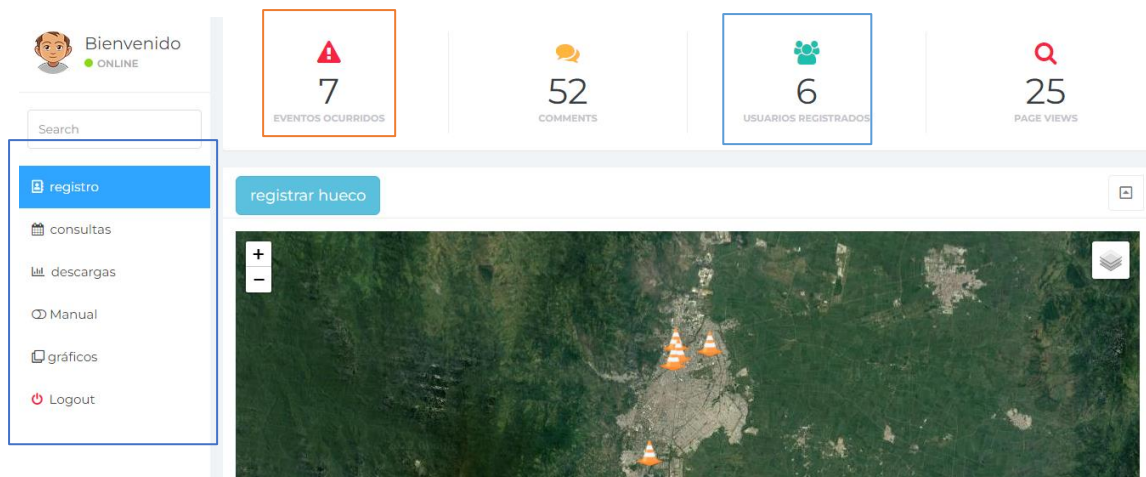 Bienvenido
ONLINE
Search
registro
consultas
descargas
Manual
gráficos
Logout
7
EVENTOS OCURRIDOS
52
COMMENTS
6
USUARIOS REGISTRADOS
25
PAGE VIEWS
registrar hueco
+
−